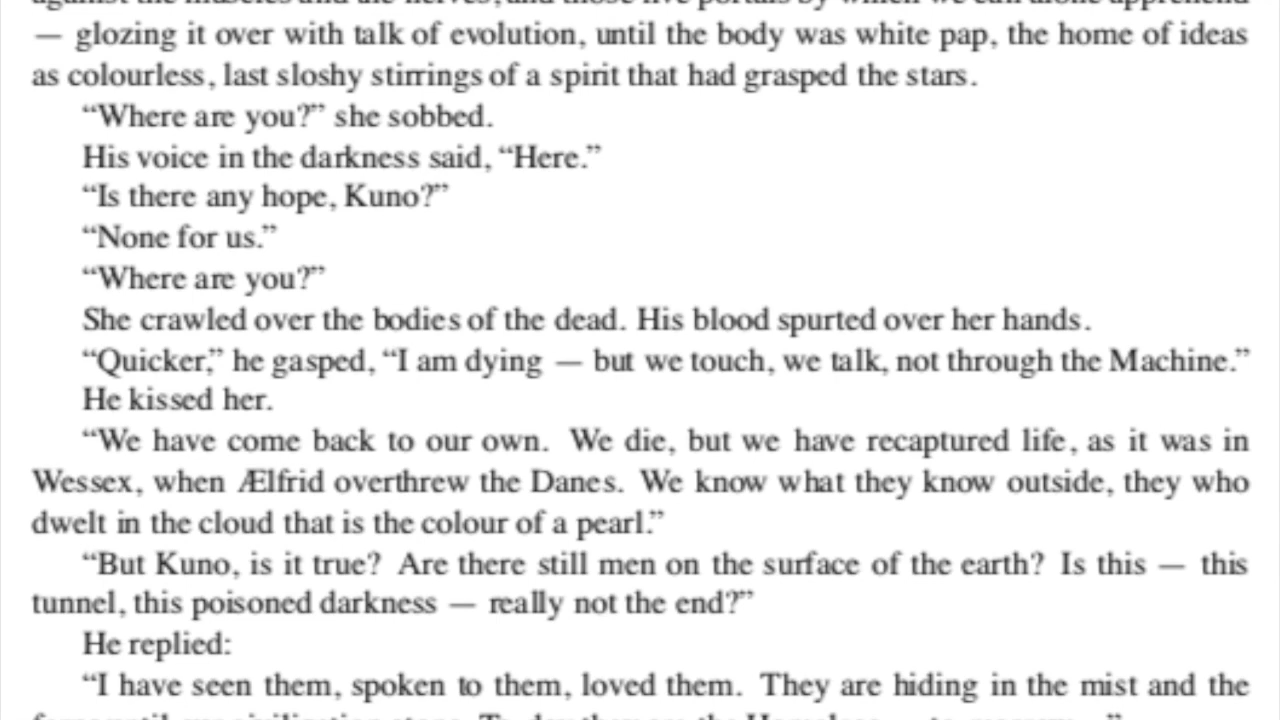 — glozing it over with talk of evolution, until the body was white pap, the home of ideas
as colourless, last sloshy stirrings of a spirit that had grasped the stars.
“Where are you?” she sobbed.
His voice in the darkness said, “Here.”
“Is there any hope, Kuno?”
“None for us.”
“Where are you?”
She crawled over the bodies of the dead. His blood spurted over her hands.
“Quicker,” he gasped, “I am dying — but we touch, we talk, not through the Machine.”
He kissed her.
“We have come back to our own. We die, but we have recaptured life, as it was in
Wessex, when Ælfrid overthrew the Danes. We know what they know outside, they who
dwelt in the cloud that is the colour of a pearl.”
“But Kuno, is it true? Are there still men on the surface of the earth? Is this — this
tunnel, this poisoned darkness — really not the end?”
He replied:
“I have seen them, spoken to them, loved them. They are hiding in the mist and the